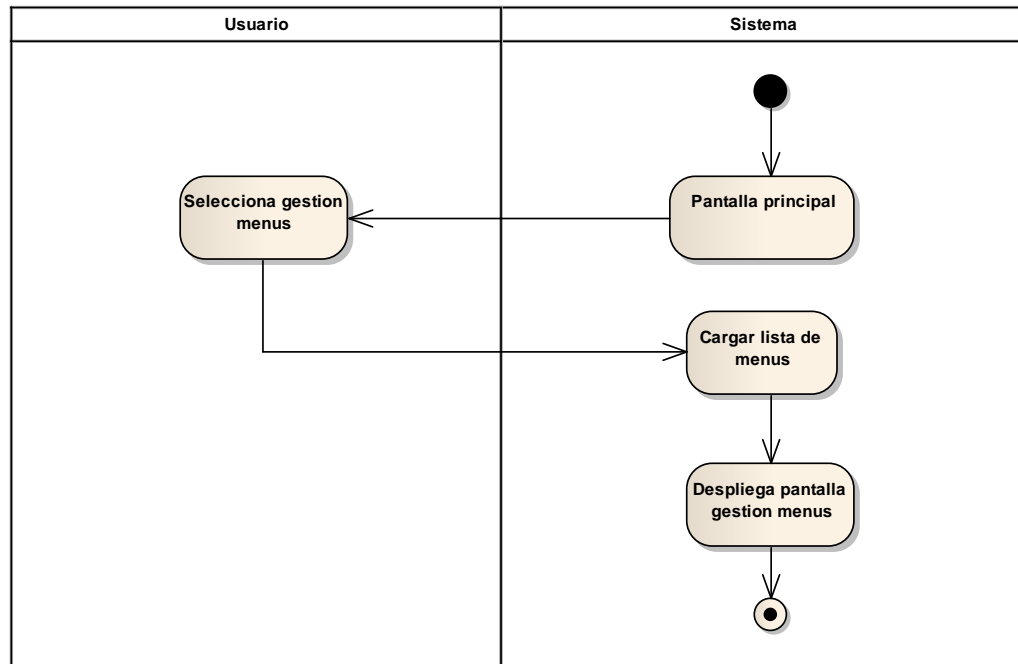 Usuario
Sistema
Selecciona gestion
menus
Pantalla principal
Cargar lista de
menus
Despliega pantalla
gestion menus